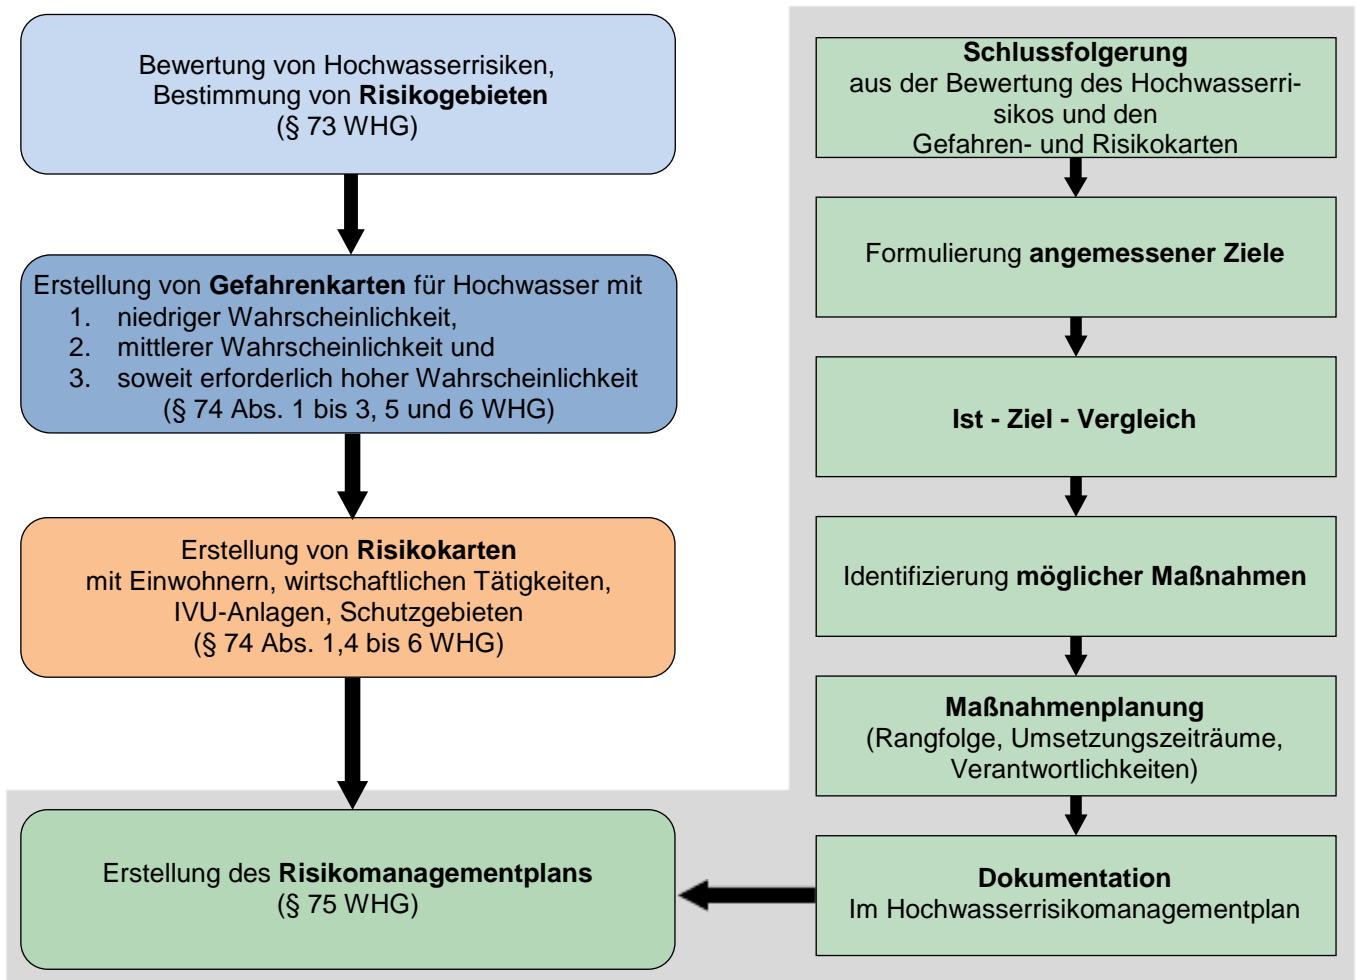 Bewertung von Hochwasserrisiken,
Bestimmung von Risikogebieten
(§ 73 WHG)
Erstellung von Gefahrenkarten für Hochwasser mit
1. niedriger Wahrscheinlichkeit,
2. mittlerer Wahrscheinlichkeit und
3. soweit erforderlich hoher Wahrscheinlichkeit
(§ 74 Abs. 1 bis 3, 5 und 6 WHG)
Erstellung von Risikokarten
mit Einwohnern, wirtschaftlichen Tätigkeiten,
IVU-Anlagen, Schutzgebieten
(§ 74 Abs. 1,4 bis 6 WHG)
Erstellung des Risikomanagementplans
(§ 75 WHG)
Schlussfolgerung
aus der Bewertung des Hochwasserri-
sikos und den
Gefahren- und Risikokarten
Formulierung angemessener Ziele
Ist - Ziel - Vergleich
Identifizierung möglicher Maßnahmen
Maßnahmenplanung
(Rangfolge, Umsetzungszeiträume,
Verantwortlichkeiten)
Dokumentation
Im Hochwasserrisikomanagementplan